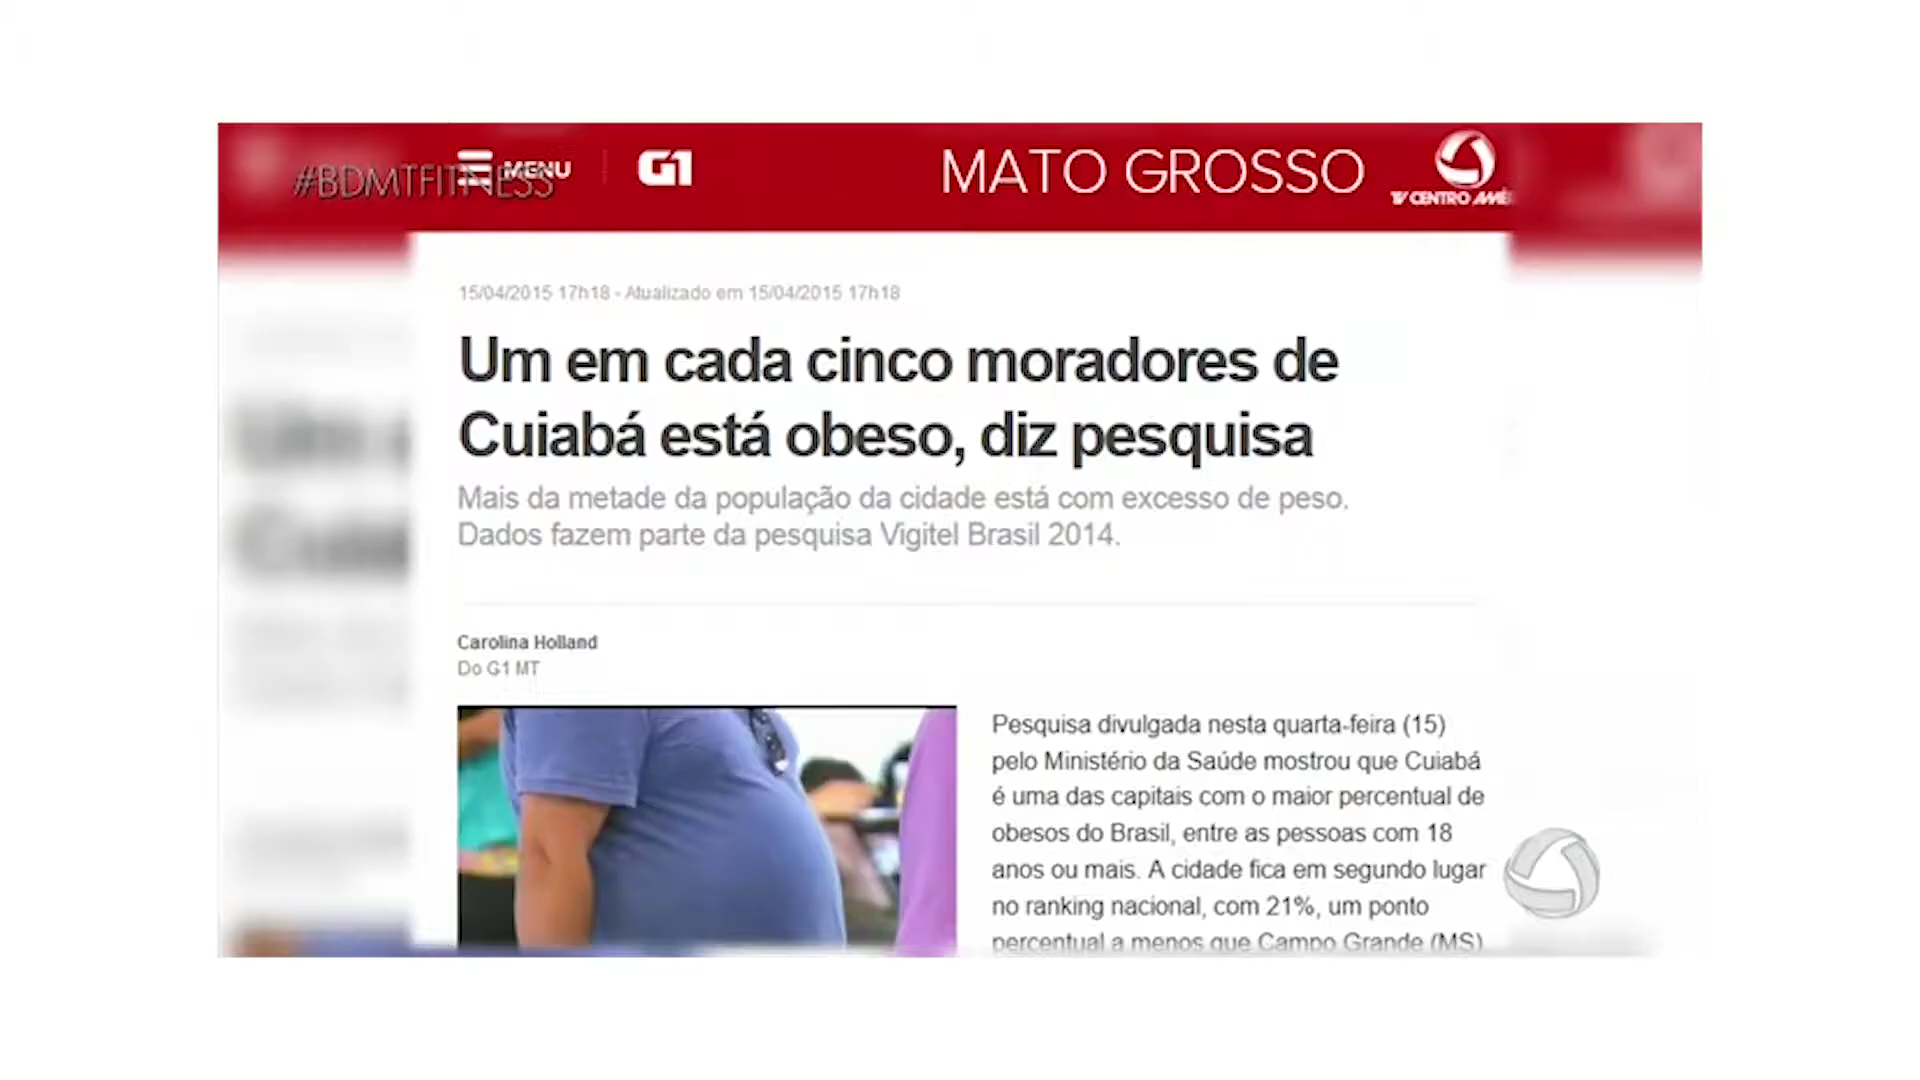 #BDMTFITNESS
MENU
G1
MATO GROSSO
TV CENTRO AMÉ
15/04/2015 17h18 - Atualizado em 15/04/2015 17h18
Um em cada cinco moradores de
Cuiabá está obeso, diz pesquisa
Mais da metade da população da cidade está com excesso de peso.
Dados fazem parte da pesquisa Vigitel Brasil 2014.
Carolina Holland
Do G1 MT
Pesquisa divulgada nesta quarta-feira (15)
pelo Ministério da Saúde mostrou que Cuiabá
é uma das capitais com o maior percentual de
obesos do Brasil, entre as pessoas com 18
anos ou mais. A cidade fica em segundo lugar
no ranking nacional, com 21%, um ponto
percentual a menos que Campo Grande (MS)